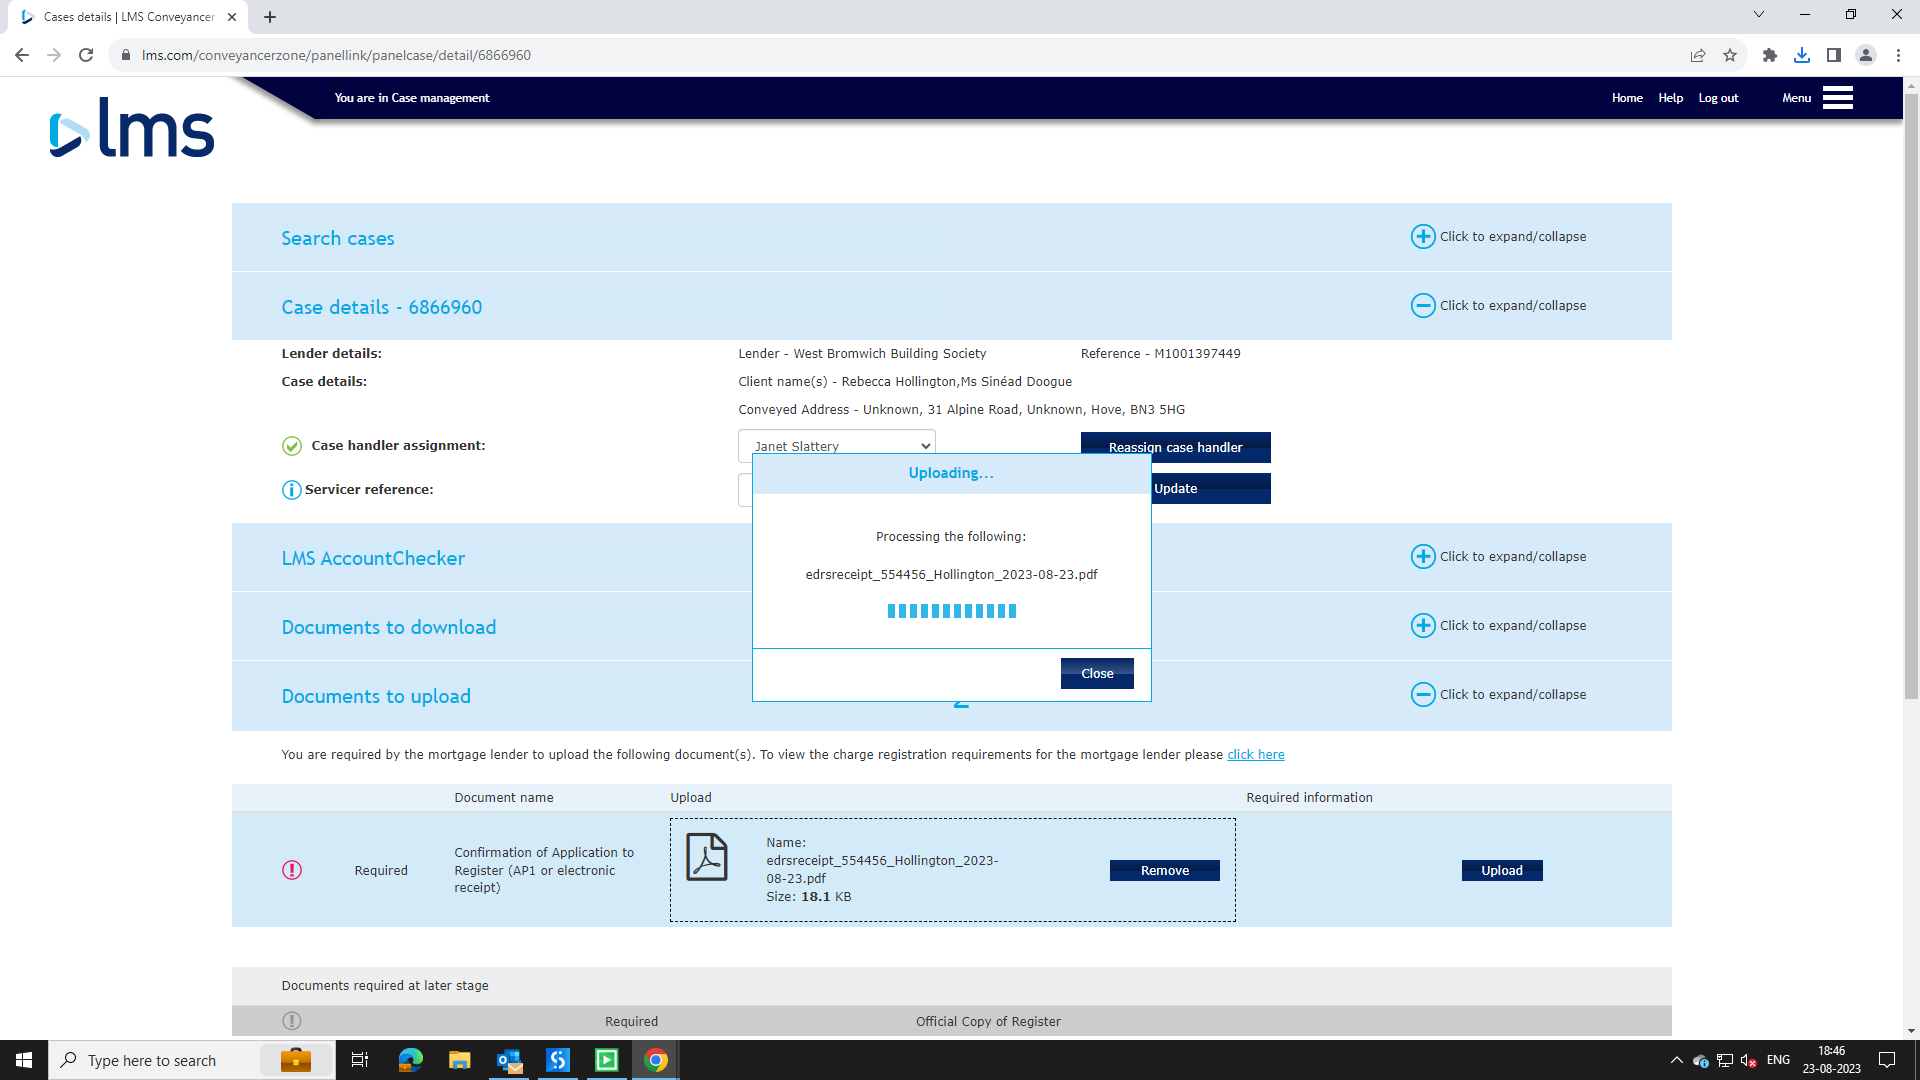 Cases details | LMS Conveyancer
lms.com/conveyancerzone/panellink/panelcase/detail/6866960
lms
You are in Case management
Home
Help
Log out
Menu
Search cases
Click to expand/collapse
Case details - 6866960
Click to expand/collapse
Lender details:
Lender - West Bromwich Building Society
Reference - M1001397449
Case details:
Client name(s) - Rebecca Hollington,Ms Sinéad Doogue
Conveyed Address - Unknown, 31 Alpine Road, Unknown, Hove, BN3 5HG
Case handler assignment:
Janet Slattery
Reassign case handler
Servicer reference:
Update
Uploading...
Processing the following:
edrsreceipt_554456_Hollington_2023-08-23.pdf
Close
LMS AccountChecker
Click to expand/collapse
Documents to download
Click to expand/collapse
Documents to upload
Click to expand/collapse
You are required by the mortgage lender to upload the following document(s). To view the charge registration requirements for the mortgage lender please click here
Document name
Upload
Required information
Required
Confirmation of Application to
Register (AP1 or electronic
receipt)
Name:
edrsreceipt_554456_Hollington_2023-
08-23.pdf
Size: 18.1 KB
Remove
Upload
Documents required at later stage
Required
Official Copy of Register
Type here to search
ENG
18:46
23-08-2023